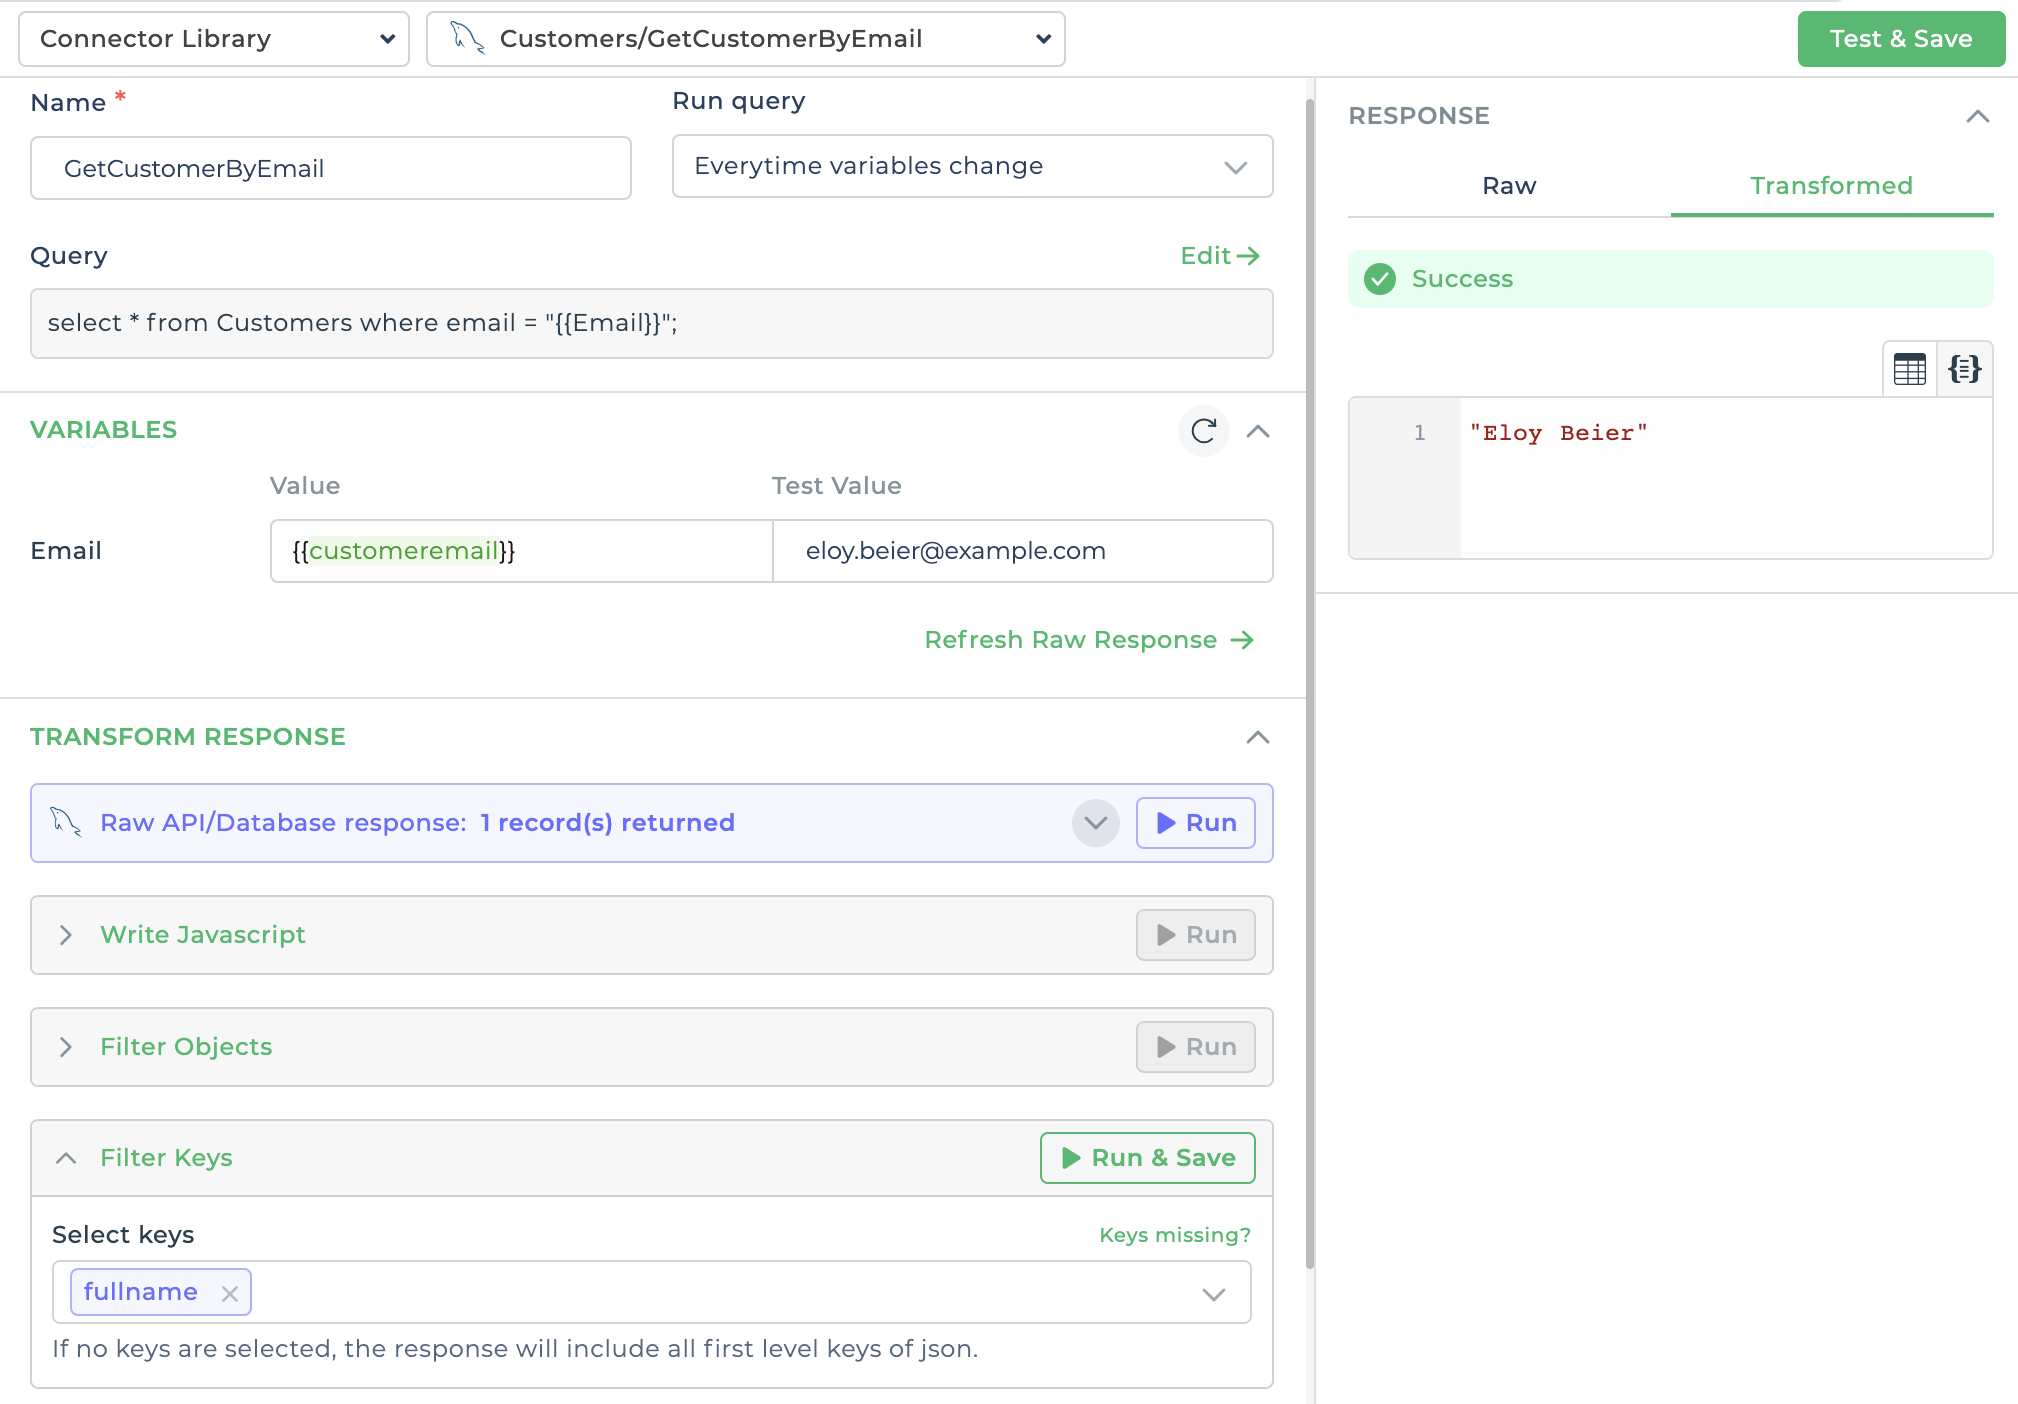 Connector Library
Customers/GetCustomerByEmail
Test & Save
Name *
Run query
GetCustomerByEmail
Everytime variables change
Query
Edit
select * from Customers where email = "{{Email}}";
VARIABLES
Value
Test Value
Email
{{customeremail}}
eloy.beier@example.com
Refresh Raw Response
TRANSFORM RESPONSE
Raw API/Database response: 1 record(s) returned
Run
Write Javascript
Run
Filter Objects
Run
Filter Keys
Run & Save
Select keys
Keys missing?
fullname
If no keys are selected, the response will include all first level keys of json.
RESPONSE
Raw
Transformed
Success
1
"Eloy Beier"